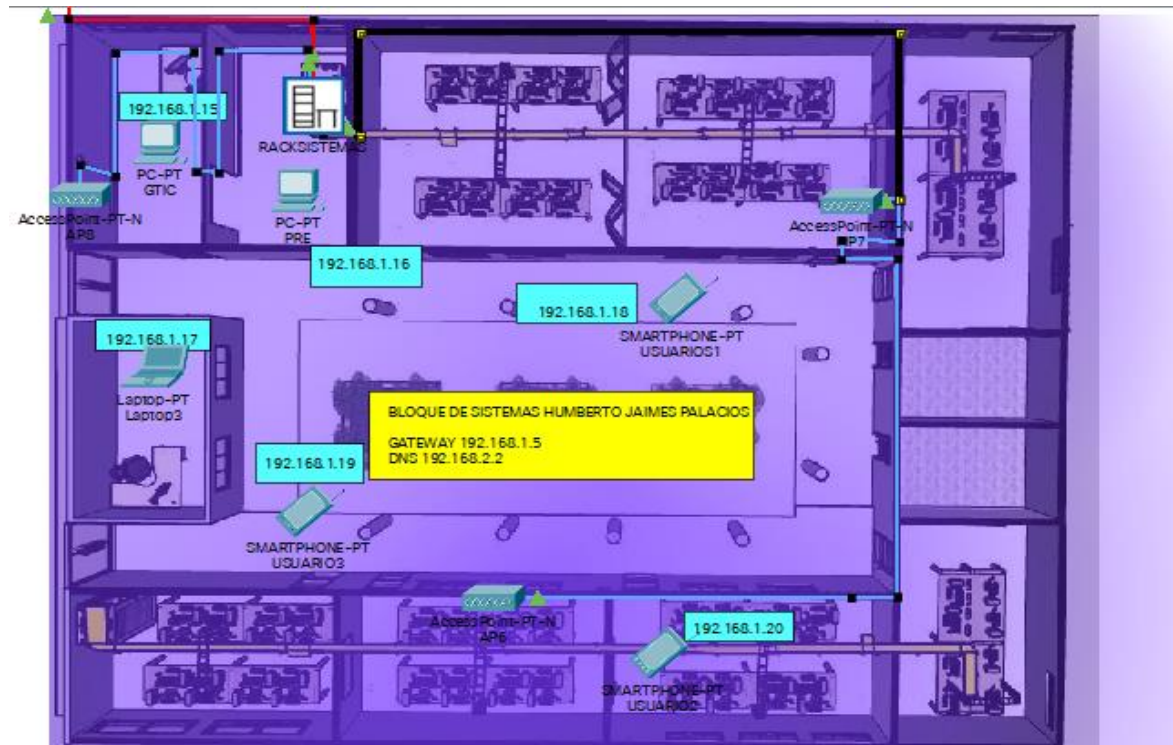 192.168.1.15
PC-PT
GTIC
RACKSISTEMAS
AccessPoint-PT-N
AP8
PC-PT
PRE
AccessPoint-PT-N
AP7
192.168.1.16
192.168.1.18
SMARTPHONE-PT
USUARIOS1
192.168.1.17
Laptop-PT
Laptop3
BLOQUE DE SISTEMAS HUMBERTO JAIMES PALACIOS
GATEWAY 192.168.1.5
DNS 192.168.2.2
192.168.1.19
SMARTPHONE-PT
USUARIO3
AccessPoint-PT-N
AP6
192.168.1.20
SMARTPHONE-PT
USUARIOS2